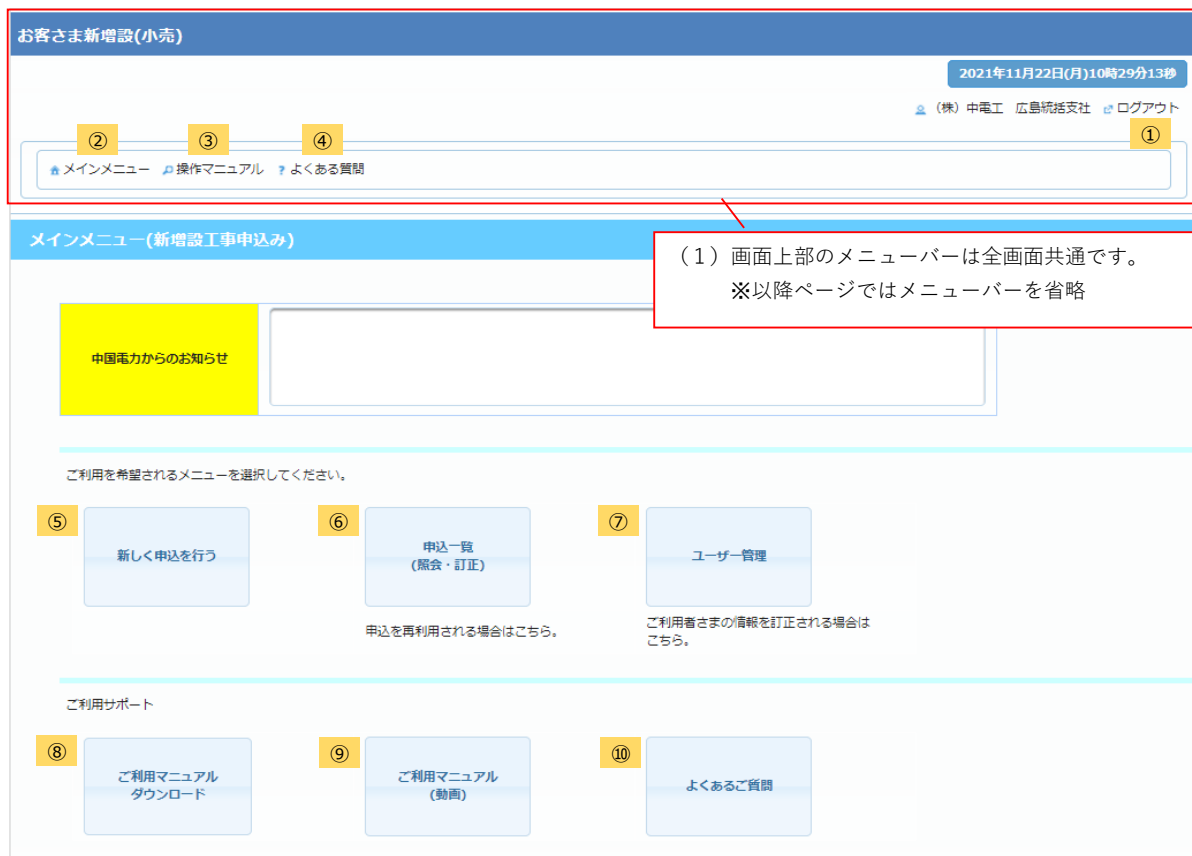 お客さま新増設(小売)
2021年11月22日(月)10時29分13秒
(株) 中電工 広島統括支社 ログアウト
② ③ ④ ①
メインメニュー 操作マニュアル ? よくある質問
メインメニュー(新増設工事申込み)
(1)画面上部のメニューバーは全画面共通です。
※以降ページではメニューバーを省略
中国電力からのお知らせ
ご利用を希望されるメニューを選択してください。
⑤ 新しく申込を行う
⑥ 申込一覧
(照会・訂正)
申込を再利用される場合はこちら。
⑦ ユーザー管理
ご利用者さまの情報を訂正される場合は
こちら。
ご利用サポート
⑧ ご利用マニュアル
ダウンロード
⑨ ご利用マニュアル
(動画)
⑩ よくあるご質問